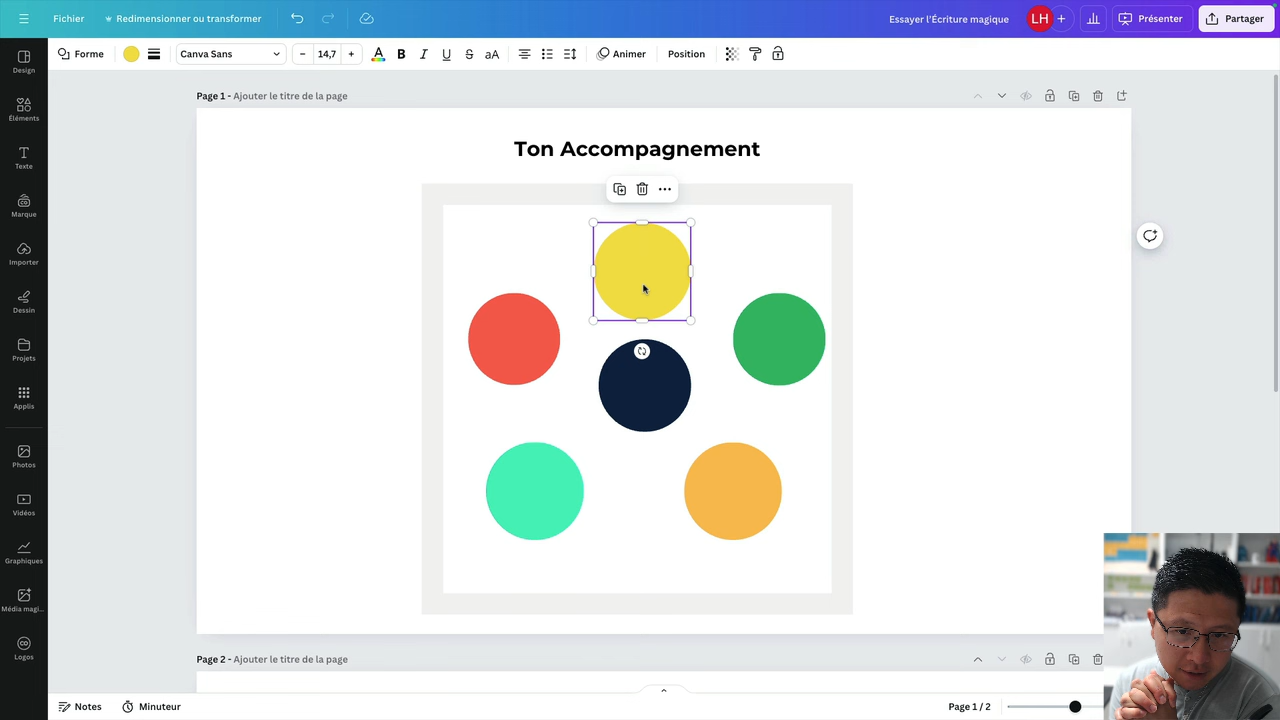 Fichier
Redimensionner ou transformer
Essayer l'Écriture magique
LH
Présenter
Partager
Forme
Canva Sans
14,7
A
B
I
U
S
aA
Animer
Position
Design
Éléments
Texte
Marque
Importer
Dessin
Projets
Applis
Photos
Vidéos
Graphiques
Média magi...
Logos
Page 1 - Ajouter le titre de la page
Ton Accompagnement
Page 2 - Ajouter le titre de la page
Notes
Minuteur
Page 1 / 2